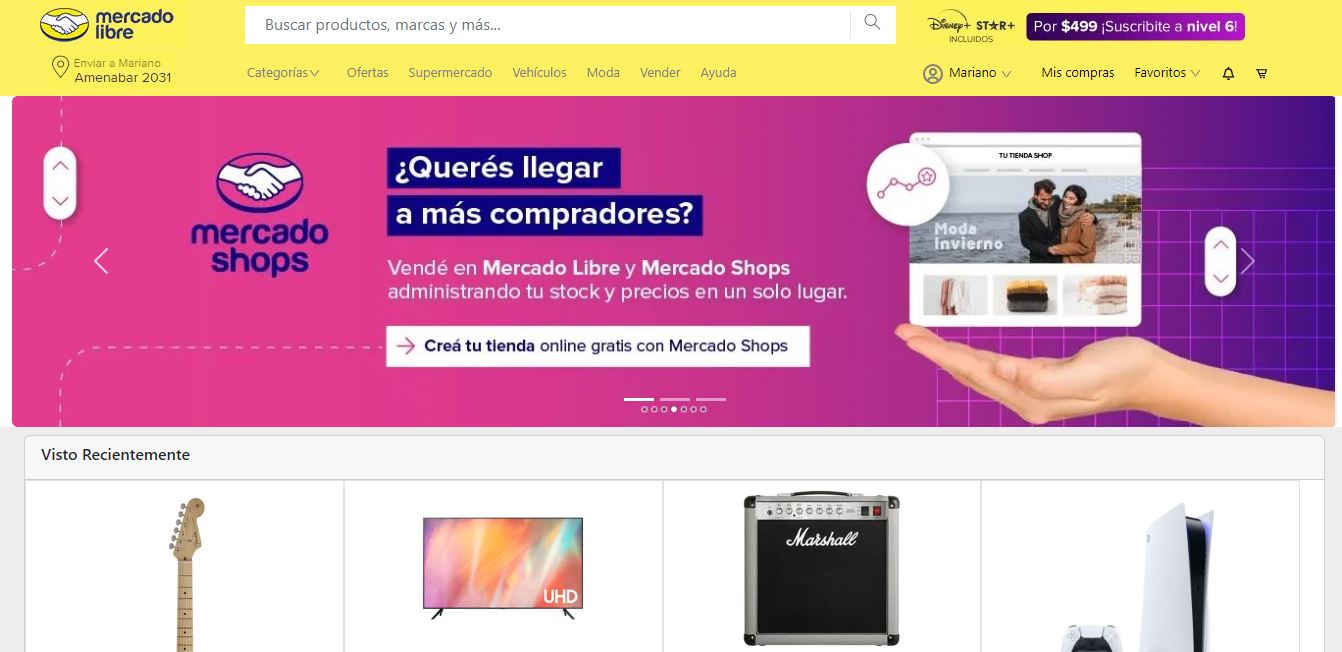 mercado
libre
Buscar productos, marcas y más...
Disney+ ST★R+
INCLUIDOS
Por $499 ¡Suscribite a nivel 6!
Enviar a Mariano
Amenabar 2031
Categorías
Ofertas
Supermercado
Vehículos
Moda
Vender
Ayuda
Mariano
Mis compras
Favoritos
mercado
shops
¿Querés llegar
a más compradores?
Vendé en Mercado Libre y Mercado Shops
administrando tu stock y precios en un solo lugar.
Creá tu tienda online gratis con Mercado Shops
TU TIENDA SHOP
Moda
Invierno
Visto Recientemente
UHD
Marshall